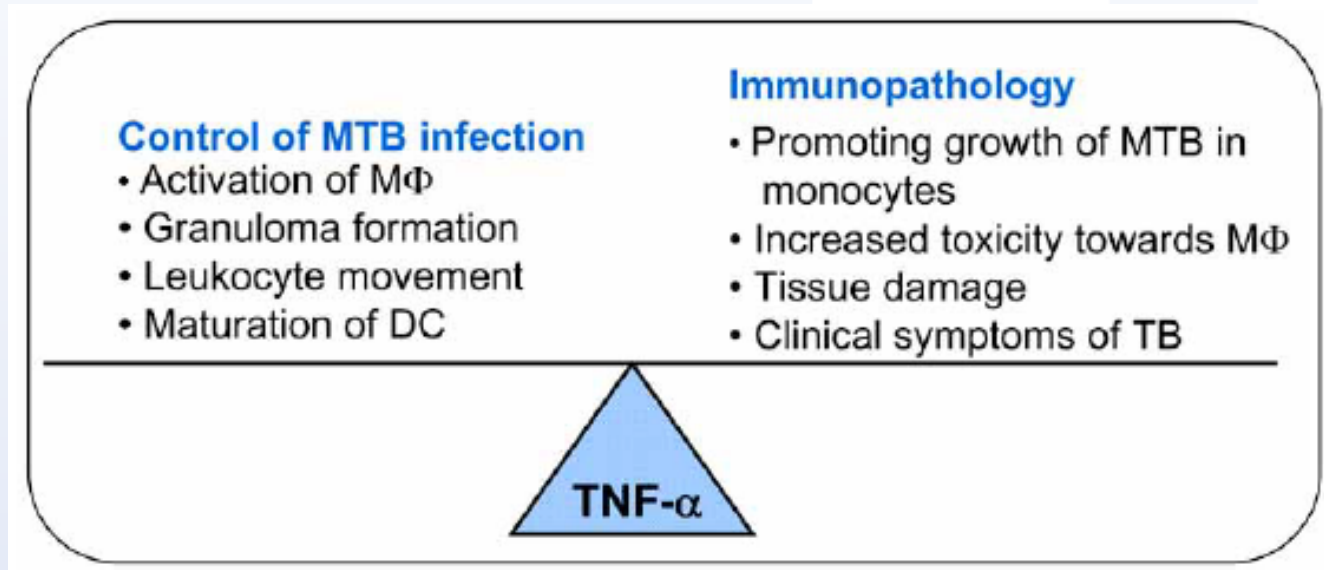 Control of MTB infection
• Activation of MΦ
• Granuloma formation
• Leukocyte movement
• Maturation of DC
Immunopathology
• Promoting growth of MTB in
monocytes
• Increased toxicity towards MΦ
• Tissue damage
• Clinical symptoms of TB
TNF-α